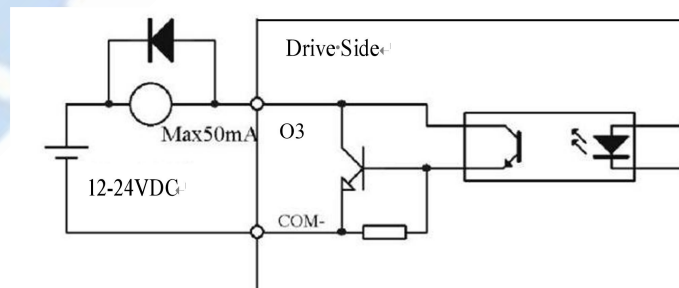 Drive Side
Max50mA
O3
12-24VDC
COM-